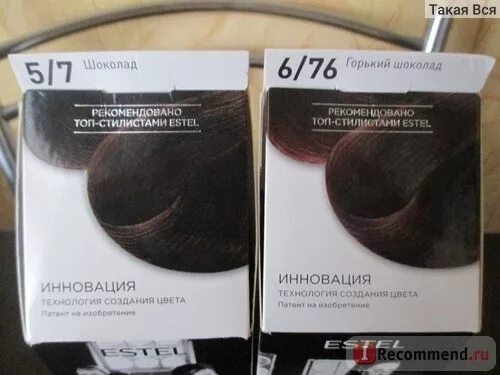 Такая Вся
5/7 Шоколад
РЕКОМЕНДОВАНО
ТОП-СТИЛИСТАМИ ESTEL
ИННОВАЦИЯ
ТЕХНОЛОГИЯ СОЗДАНИЯ ЦВЕТА
Патент на изобретение
ESTEL
6/76 Горький шоколад
РЕКОМЕНДОВАНО
ТОП-СТИЛИСТАМИ ESTEL
ИННОВАЦИЯ
ТЕХНОЛОГИЯ СОЗДАНИЯ ЦВЕТА
Патент на изобретение
ESTEL
IRecommend.ru